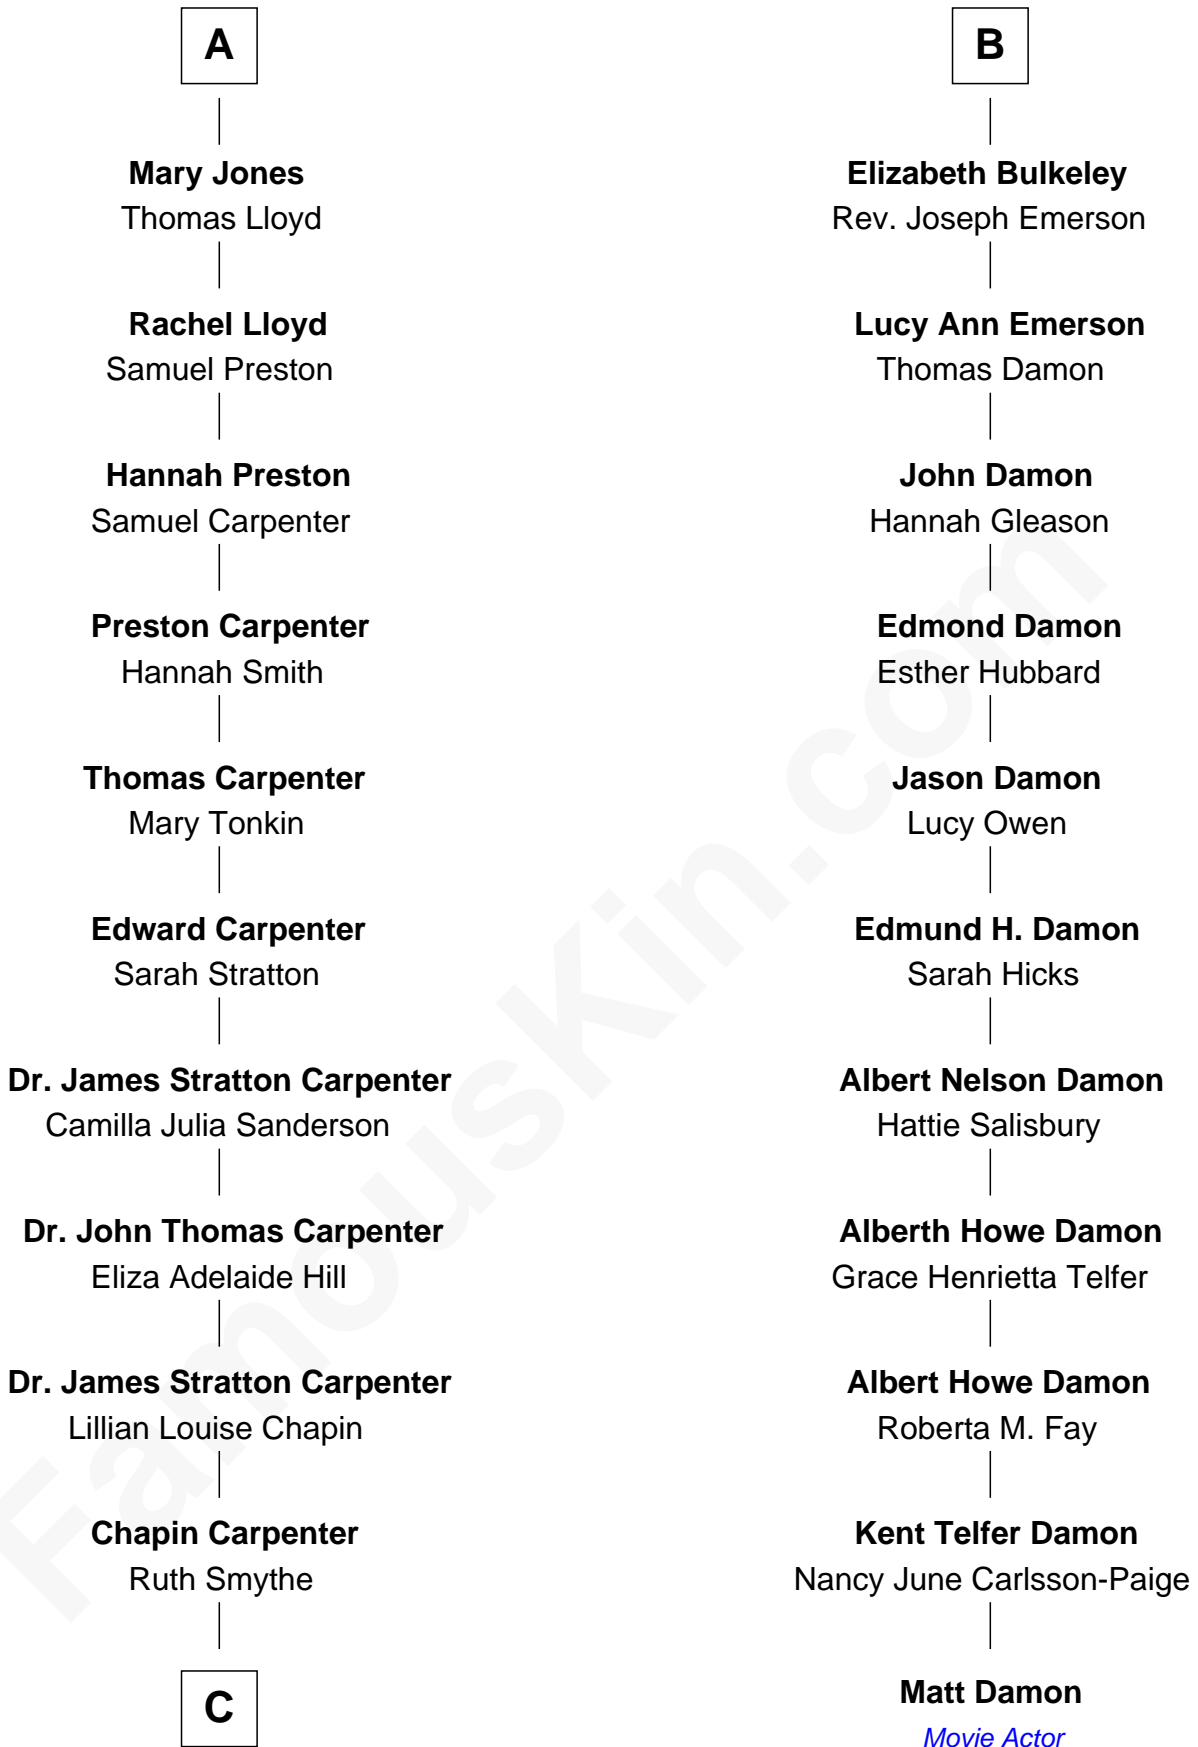 A
Mary Jones
Thomas Lloyd
Rachel Lloyd
Samuel Preston
Hannah Preston
Samuel Carpenter
Preston Carpenter
Hannah Smith
Thomas Carpenter
Mary Tonkin
Edward Carpenter
Sarah Stratton
Dr. James Stratton Carpenter
Camilla Julia Sanderson
Dr. John Thomas Carpenter
Eliza Adelaide Hill
Dr. James Stratton Carpenter
Lillian Louise Chapin
Chapin Carpenter
Ruth Smythe
C
B
Elizabeth Bulkeley
Rev. Joseph Emerson
Lucy Ann Emerson
Thomas Damon
John Damon
Hannah Gleason
Edmond Damon
Esther Hubbard
Jason Damon
Lucy Owen
Edmund H. Damon
Sarah Hicks
Albert Nelson Damon
Hattie Salisbury
Alberth Howe Damon
Grace Henrietta Telfer
Albert Howe Damon
Roberta M. Fay
Kent Telfer Damon
Nancy June Carlsson-Paige
Matt Damon
Movie Actor
FamousKin.com